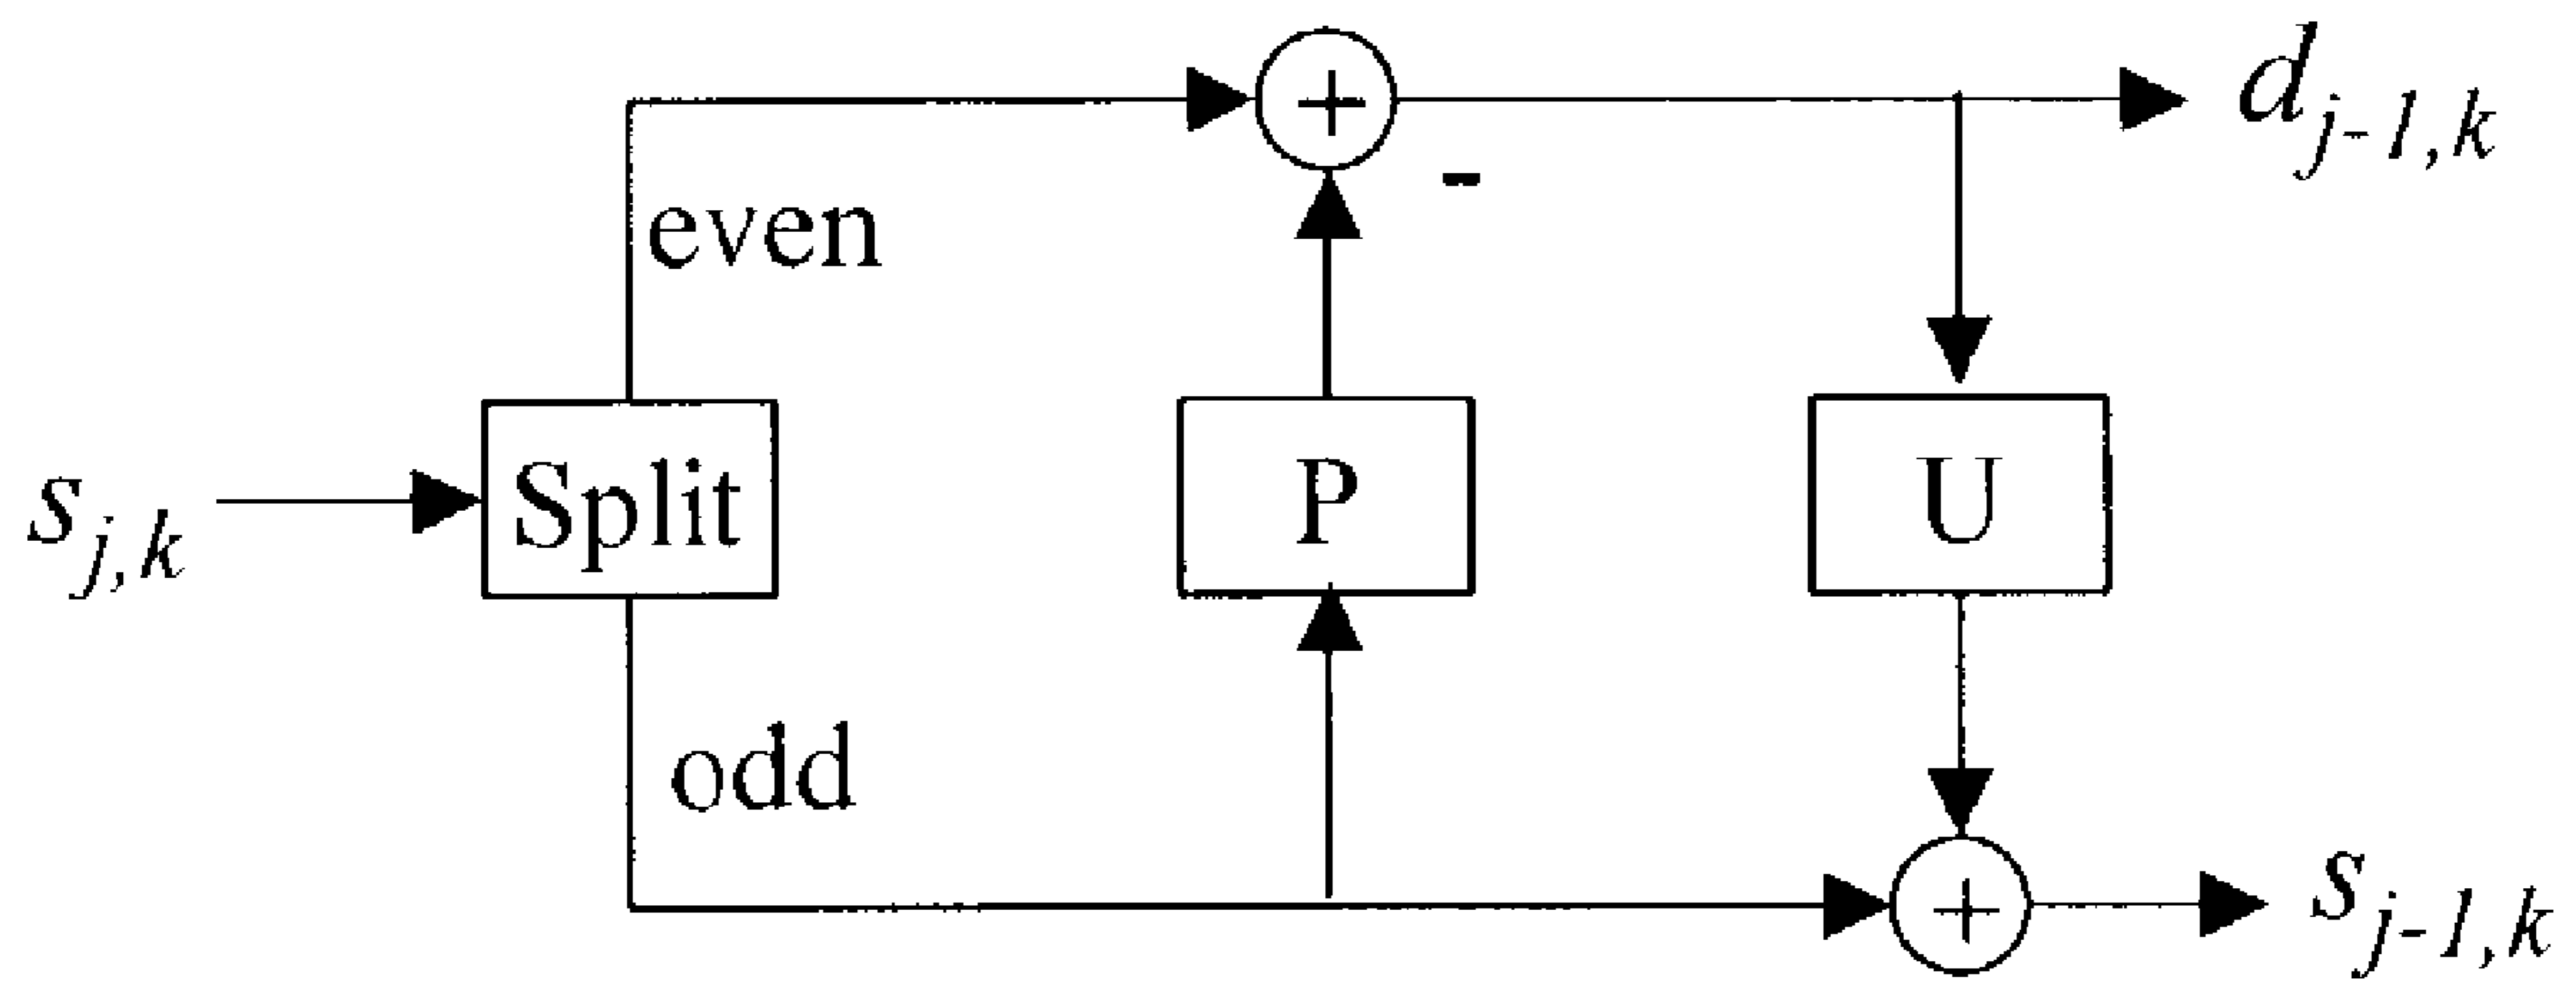 +
d_{j-1,k}
-
even
s_{j,k}
Split
P
U
odd
+
s_{j-1,k}